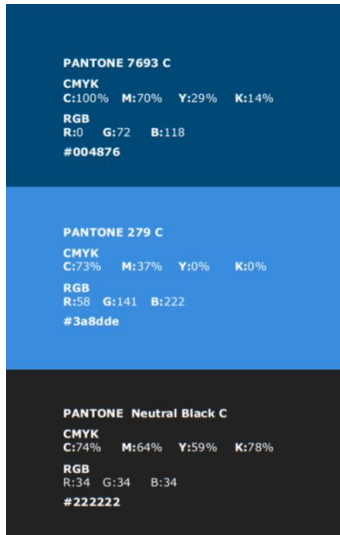 PANTONE 7693 C
CMYK
C:100% M:70% Y:29% K:14%
RGB
R:0 G:72 B:118
#004876
PANTONE 279 C
CMYK
C:73% M:37% Y:0% K:0%
RGB
R:58 G:141 B:222
#3a8dde
PANTONE Neutral Black C
CMYK
C:74% M:64% Y:59% K:78%
RGB
R:34 G:34 B:34
#222222